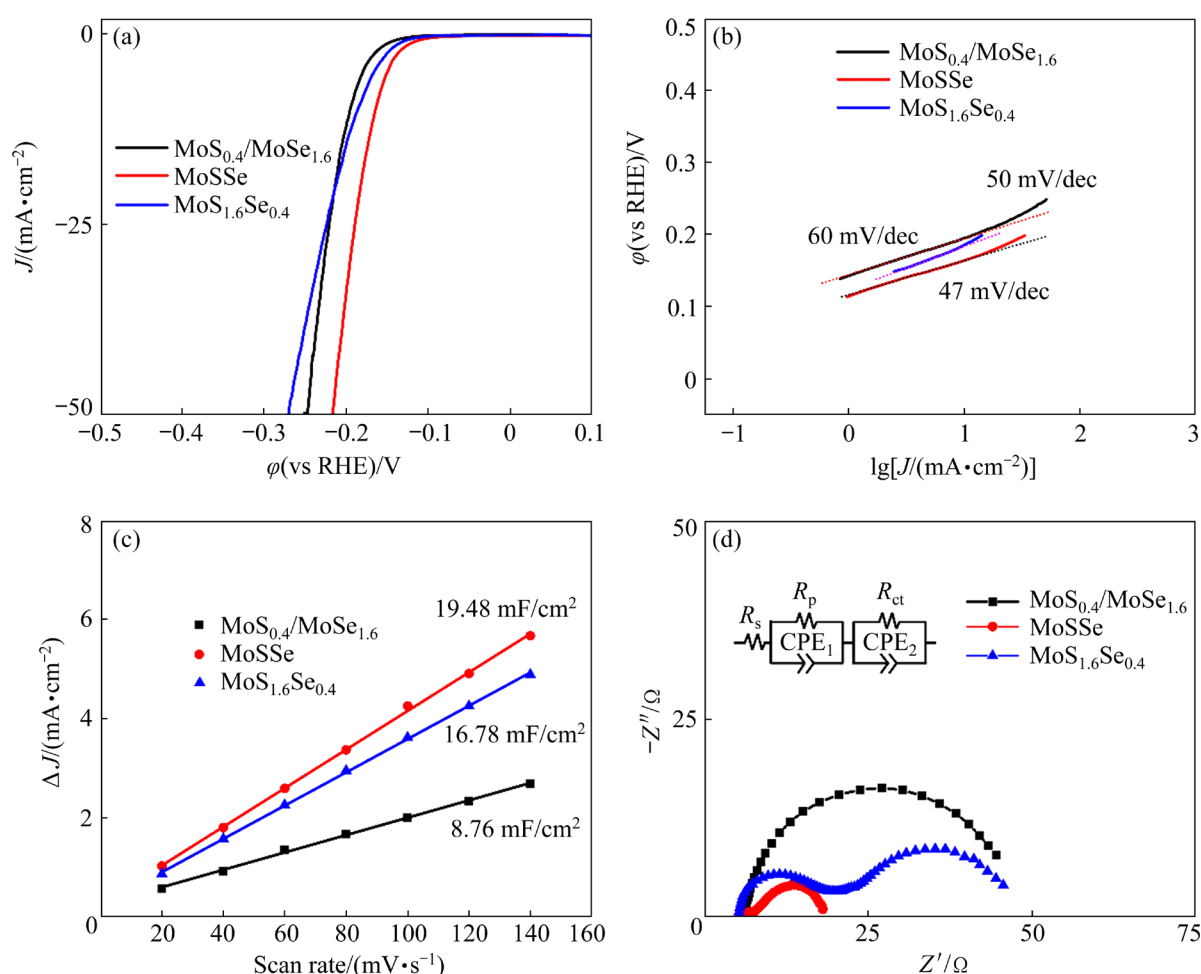 (a)
0
−25
−50
J/(mA•cm−2)
MoS0.4/MoSe1.6
MoSSe
MoS1.6Se0.4
−0.5
−0.4
−0.3
−0.2
−0.1
0
0.1
φ(vs RHE)/V
(b)
0.5
0.4
0.3
0.2
0.1
0
φ(vs RHE)/V
MoS0.4/MoSe1.6
MoSSe
MoS1.6Se0.4
50 mV/dec
60 mV/dec
47 mV/dec
−1
0
1
2
3
lg[J/(mA•cm−2)]
(c)
8
6
4
2
0
ΔJ/(mA•cm−2)
MoS0.4/MoSe1.6
MoSSe
MoS1.6Se0.4
19.48 mF/cm2
16.78 mF/cm2
8.76 mF/cm2
20
40
60
80
100
120
140
160
Scan rate/(mV•s−1)
(d)
50
25
0
−Z″/Ω
Rs
Rp
CPE1
Rct
CPE2
MoS0.4/MoSe1.6
MoSSe
MoS1.6Se0.4
25
50
75
Z′/Ω